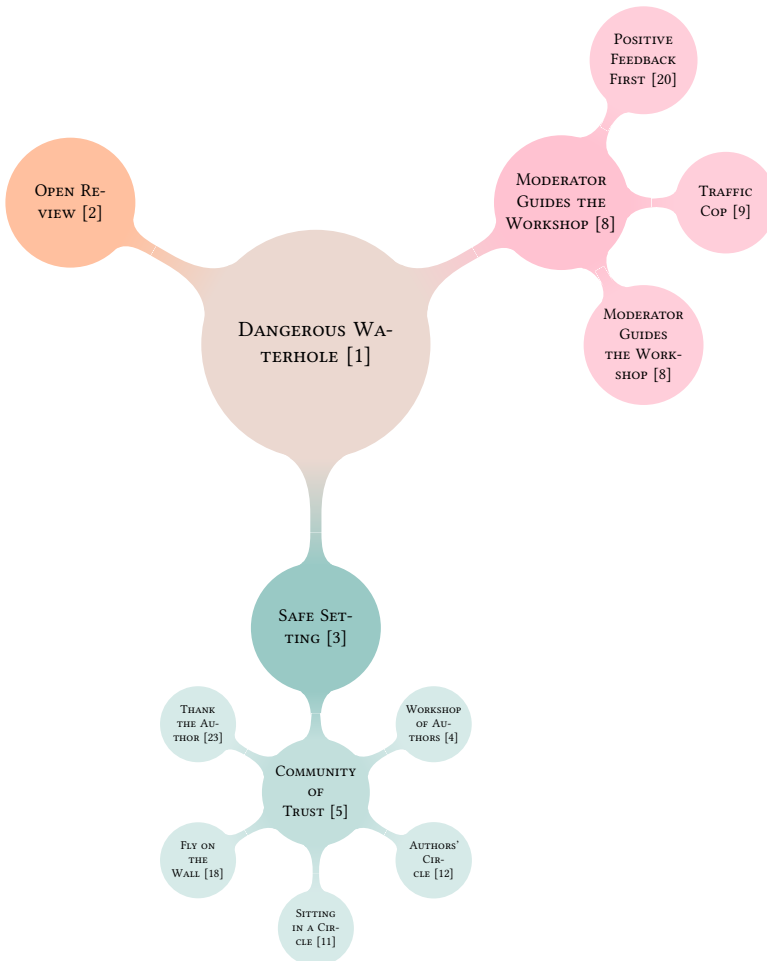 Positive
Feedback
First [20]
Open Re-
view [2]
Moderator
Guides the
Workshop [8]
Traffic
Cop [9]
Dangerous Wa-
terhole [1]
Moderator
Guides
the Work-
shop [8]
Safe Set-
ting [3]
Thank
the Au-
thor [23]
Workshop
of Au-
thors [4]
Community
of
Trust [5]
Fly on
the
Wall [18]
Authors'
Cir-
cle [12]
Sitting
in a Cir-
cle [11]